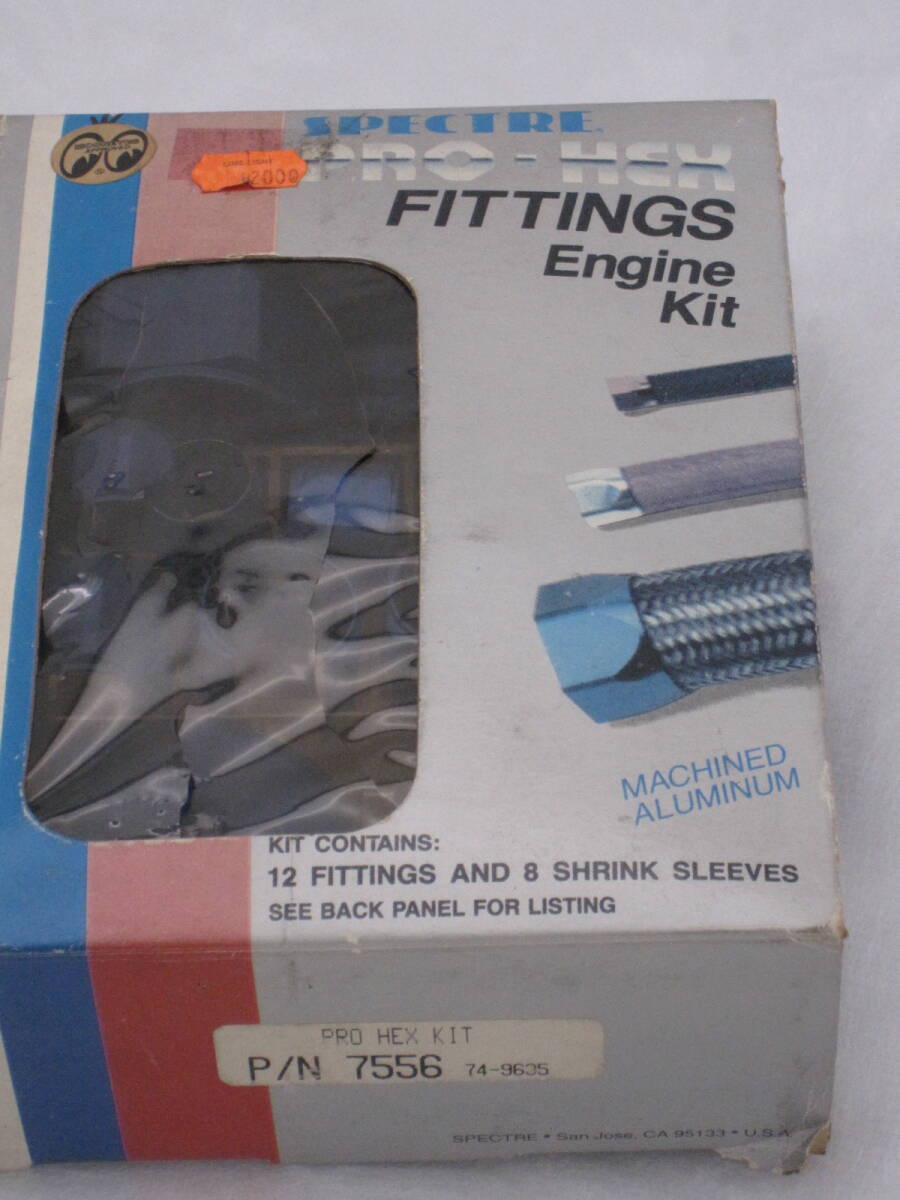 SPECTRE
PRO-HEX
FITTINGS
Engine
Kit
MACHINED
ALUMINUM
KIT CONTAINS:
12 FITTINGS AND 8 SHRINK SLEEVES
SEE BACK PANEL FOR LISTING
PRO HEX KIT
P/N 7556 74-9635
SPECTRE • San Jose, CA 95133 • U.S.A.